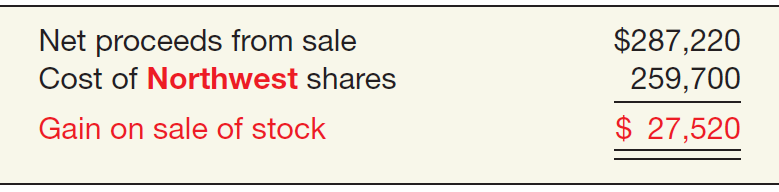 Net proceeds from sale $287,220
Cost of Northwest shares 259,700
Gain on sale of stock $ 27,520